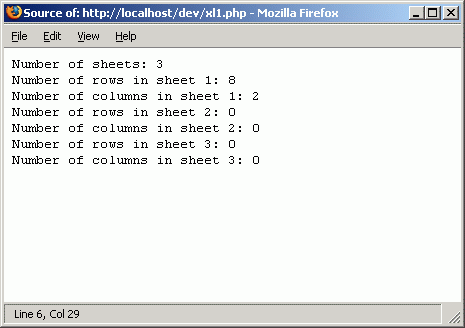 Source of: http://localhost/dev/xl1.php - Mozilla Firefox
File Edit View Help
Number of sheets: 3
Number of rows in sheet 1: 8
Number of columns in sheet 1: 2
Number of rows in sheet 2: 0
Number of columns in sheet 2: 0
Number of rows in sheet 3: 0
Number of columns in sheet 3: 0
Line 6, Col 29